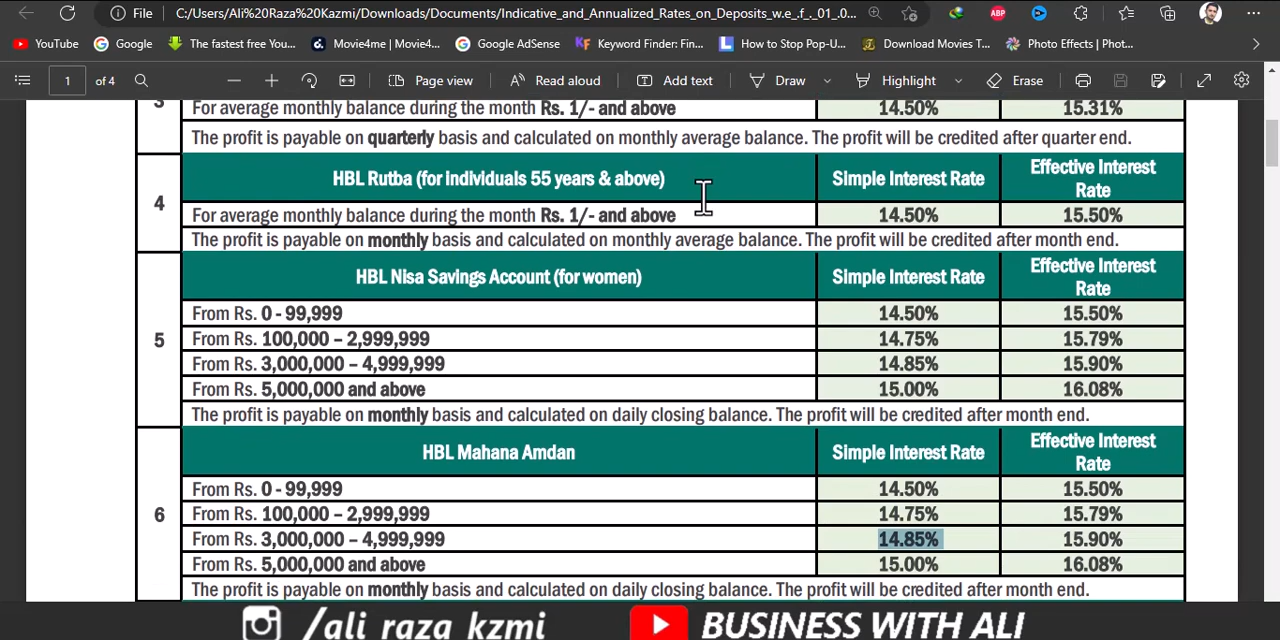 File C:/Users/Ali%20Raza%20Kazmi/Downloads/Documents/Indicative_and_Annualized_Rates_on_Deposits_w.e_f_._01_0...
YouTube Google The fastest free You... Movie4me | Movie4... Google AdSense Keyword Finder: Fin... How to Stop Pop-U... Download Movies T... Photo Effects | Phot...
1 of 4 Page view Read aloud Add text Draw Highlight Erase
3 For average monthly balance during the month Rs. 1/- and above 14.50% 15.31%
The profit is payable on quarterly basis and calculated on monthly average balance. The profit will be credited after quarter end.
4 HBL Rutba (for individuals 55 years & above) Simple Interest Rate Effective Interest Rate
For average monthly balance during the month Rs. 1/- and above 14.50% 15.50%
The profit is payable on monthly basis and calculated on monthly average balance. The profit will be credited after month end.
5 HBL Nisa Savings Account (for women) Simple Interest Rate Effective Interest Rate
From Rs. 0 - 99,999 14.50% 15.50%
From Rs. 100,000 – 2,999,999 14.75% 15.79%
From Rs. 3,000,000 – 4,999,999 14.85% 15.90%
From Rs. 5,000,000 and above 15.00% 16.08%
The profit is payable on monthly basis and calculated on daily closing balance. The profit will be credited after month end.
6 HBL Mahana Amdan Simple Interest Rate Effective Interest Rate
From Rs. 0 - 99,999 14.50% 15.50%
From Rs. 100,000 – 2,999,999 14.75% 15.79%
From Rs. 3,000,000 – 4,999,999 14.85% 15.90%
From Rs. 5,000,000 and above 15.00% 16.08%
The profit is payable on monthly basis and calculated on daily closing balance. The profit will be credited after month end.
/ali raza kzmi BUSINESS WITH ALI